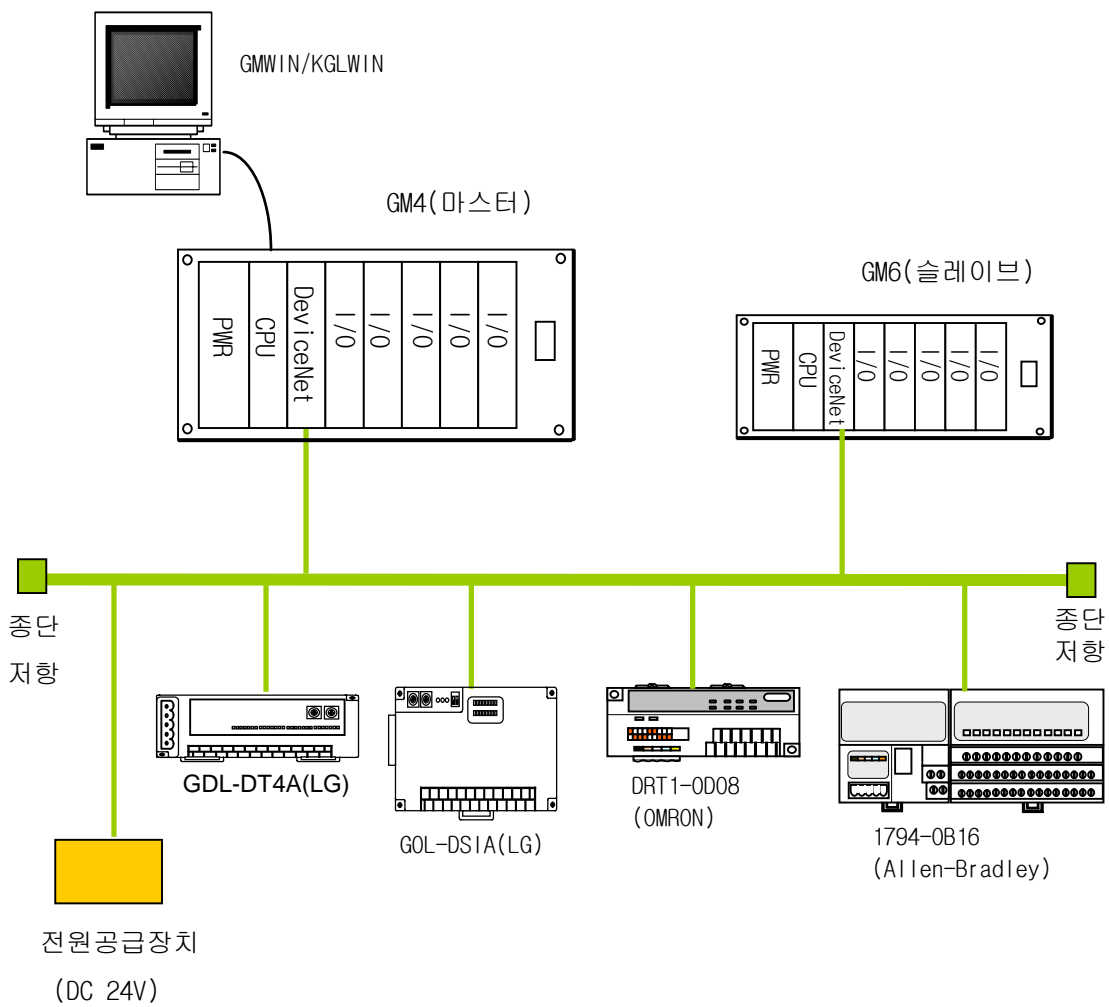 GMWIN/KGLWIN
GM4(마스터)
PWR
CPU
DeviceNet
I/O
I/O
I/O
I/O
I/O
GM6(슬레이브)
PWR
CPU
DeviceNet
I/O
I/O
I/O
I/O
I/O
종단
저항
종단
저항
GDL-DT4A(LG)
GOL-DSIA(LG)
DRT1-OD08
(OMRON)
1794-OB16
(Allen-Bradley)
전원공급장치
(DC 24V)